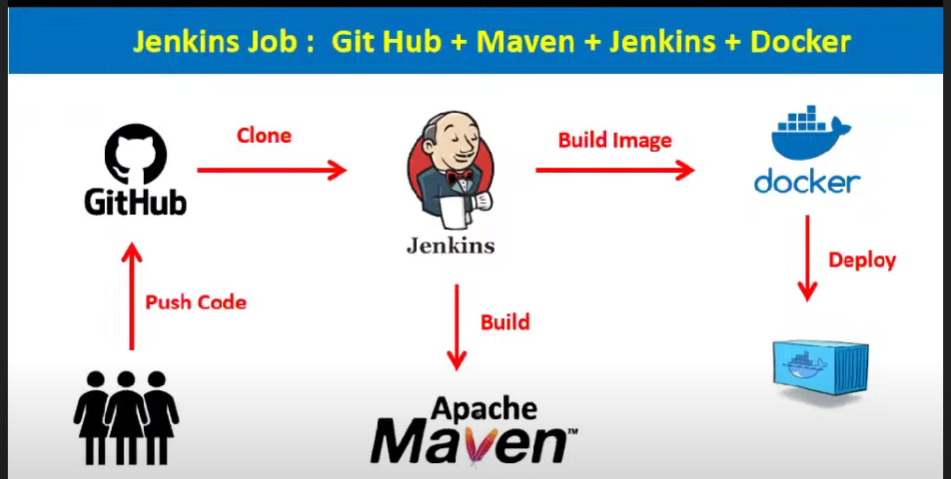 Jenkins Job : Git Hub + Maven + Jenkins + Docker
Clone
Build Image
GitHub
docker
Jenkins
Deploy
Push Code
Build
Apache
Maven™